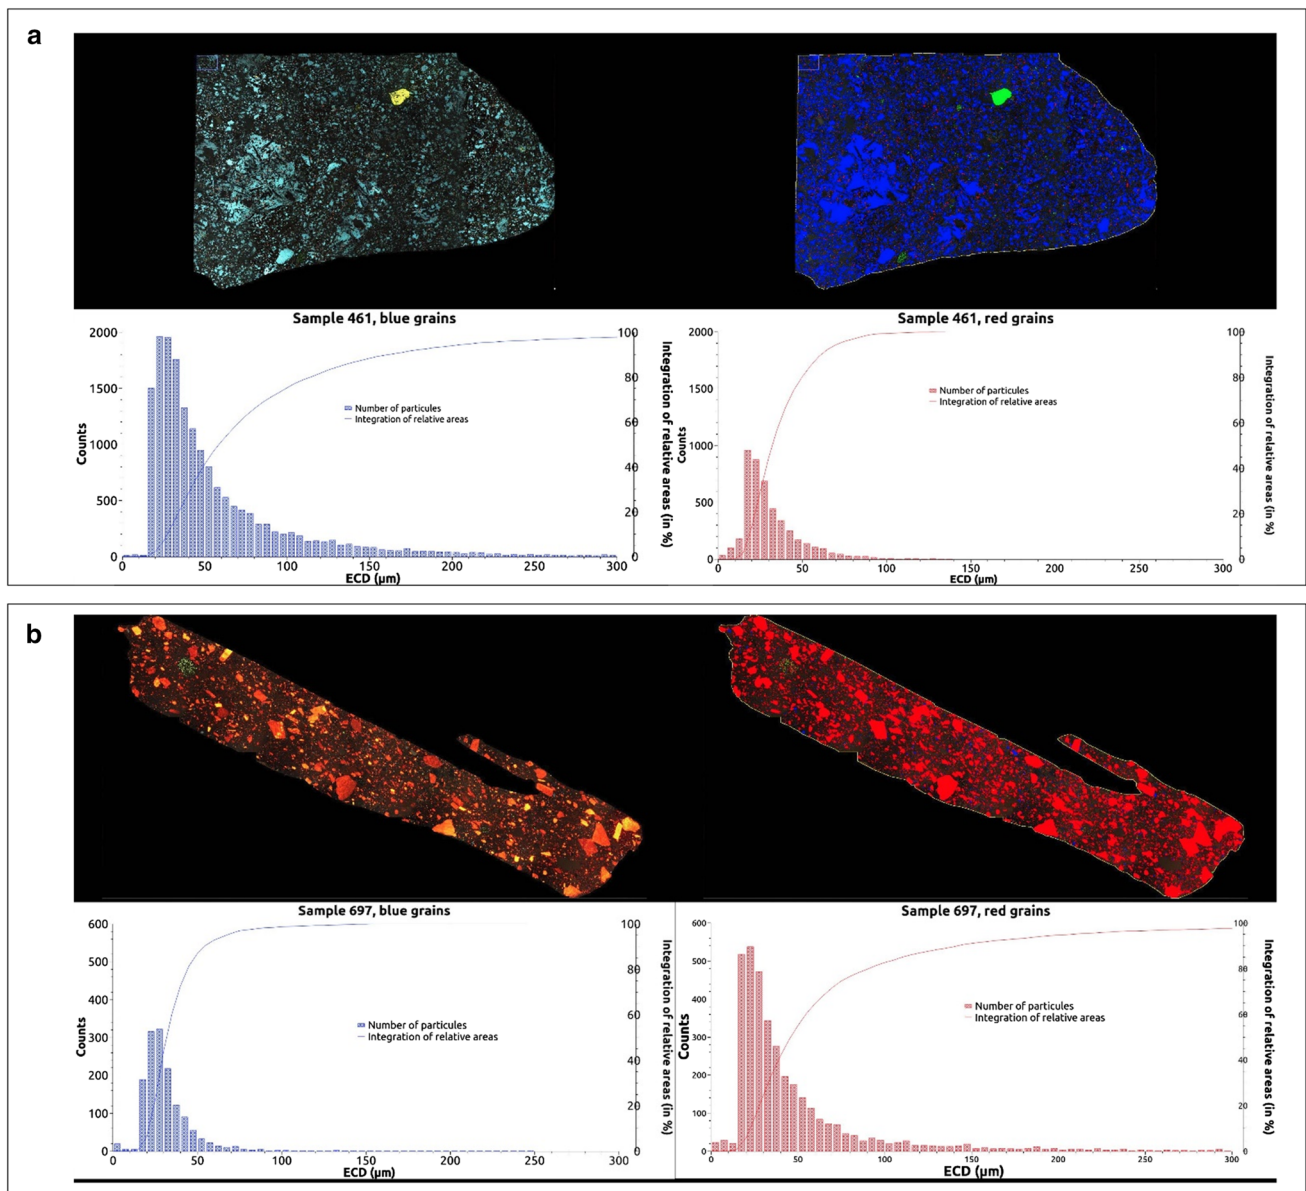 a
Sample 461, blue grains
2000
1500
1000
500
0
Counts
0 50 100 150 200 250 300
ECD (µm)
100
80
60
40
20
0
Integration of relative areas (in %)
Number of particules
Integration of relative areas
Sample 461, red grains
2000
1500
1000
500
0
Counts
0 50 100 150 200 250 300
ECD (µm)
100
80
60
40
20
0
Integration of relative areas (in %)
Number of particules
Integration of relative areas
b
Sample 697, blue grains
600
500
400
300
200
100
0
Counts
0 50 100 150 200 250 300
ECD (µm)
100
80
60
40
20
0
Integration of relative areas (in %)
Number of particules
Integration of relative areas
Sample 697, red grains
600
500
400
300
200
100
0
Counts
0 50 100 150 200 250 300
ECD (µm)
100
80
60
40
20
0
Integration of relative areas (in %)
Number of particules
Integration of relative areas